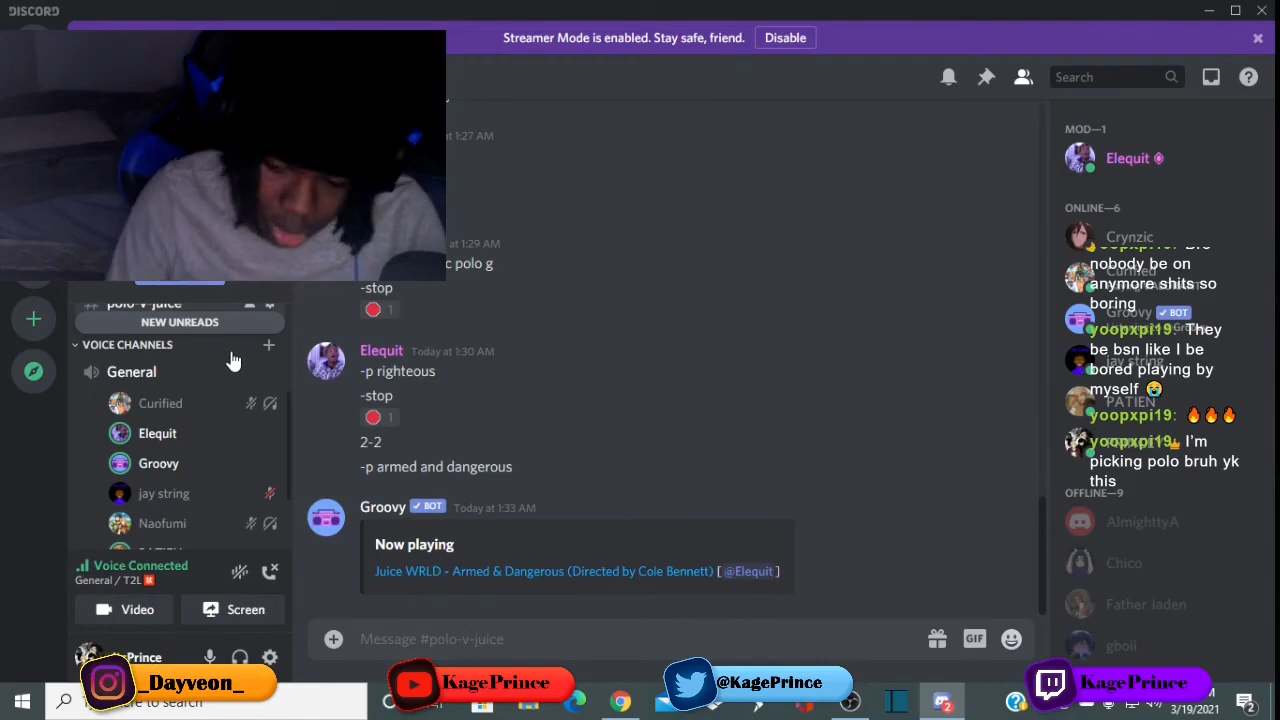 DISCORD
Streamer Mode is enabled. Stay safe, friend.
Disable
Search
at 1:27 AM
at 1:29 AM
c polo g
-stop
1
polo-v-juice
NEW UNREADS
VOICE CHANNELS
General
Curified
Elequit
Groovy
jay string
Naofumi
Voice Connected
General / T2L
Video
Screen
Prince
Elequit Today at 1:30 AM
-p righteous
-stop
1
2-2
-p armed and dangerous
Groovy ✓ BOT Today at 1:33 AM
Now playing
Juice WRLD - Armed & Dangerous (Directed by Cole Bennett) [ @Elequit ]
Message #polo-v-juice
GIF
MOD—1
Elequit
ONLINE—6
Crynzic
Curified
Groovy ✓ BOT
jay string
PATIEN
nobody be on
anymore shits so
boring
yoopxpi19: They
be bsn like I be
bored playing by
myself 😭
yoopxpi19: 🔥🔥🔥
yoopxpi19: I'm
picking polo bruh yk
this
OFFLINE—9
AlmighttyA
Chico
Father Jaden
gboii
_Dayveon_
KagePrince
@KagePrince
KagePrince
to search
2
M
3/19/2021
2